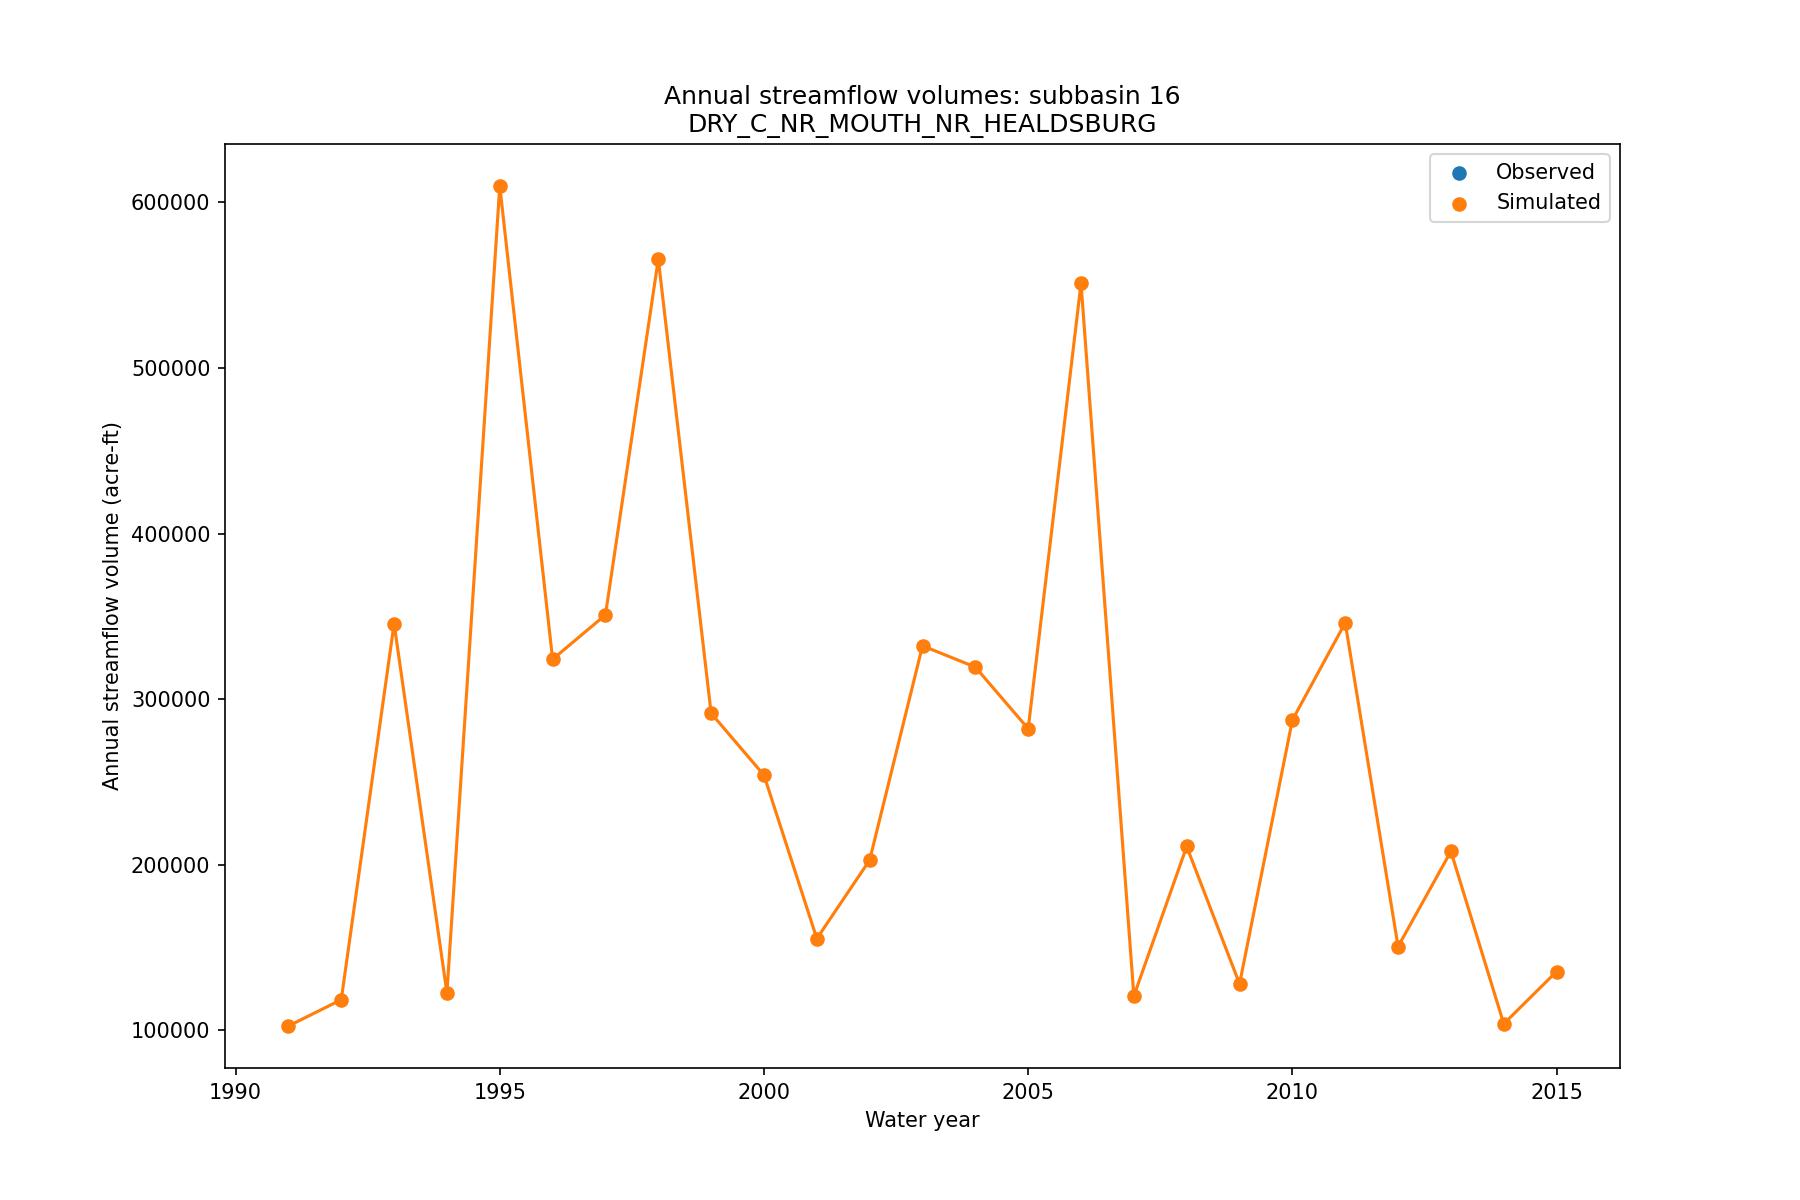 Annual streamflow volumes: subbasin 16
DRY_C_NR_MOUTH_NR_HEALDSBURG
Observed
Simulated
600000
500000
400000
300000
200000
100000
Annual streamflow volume (acre-ft)
1990 1995 2000 2005 2010 2015
Water year